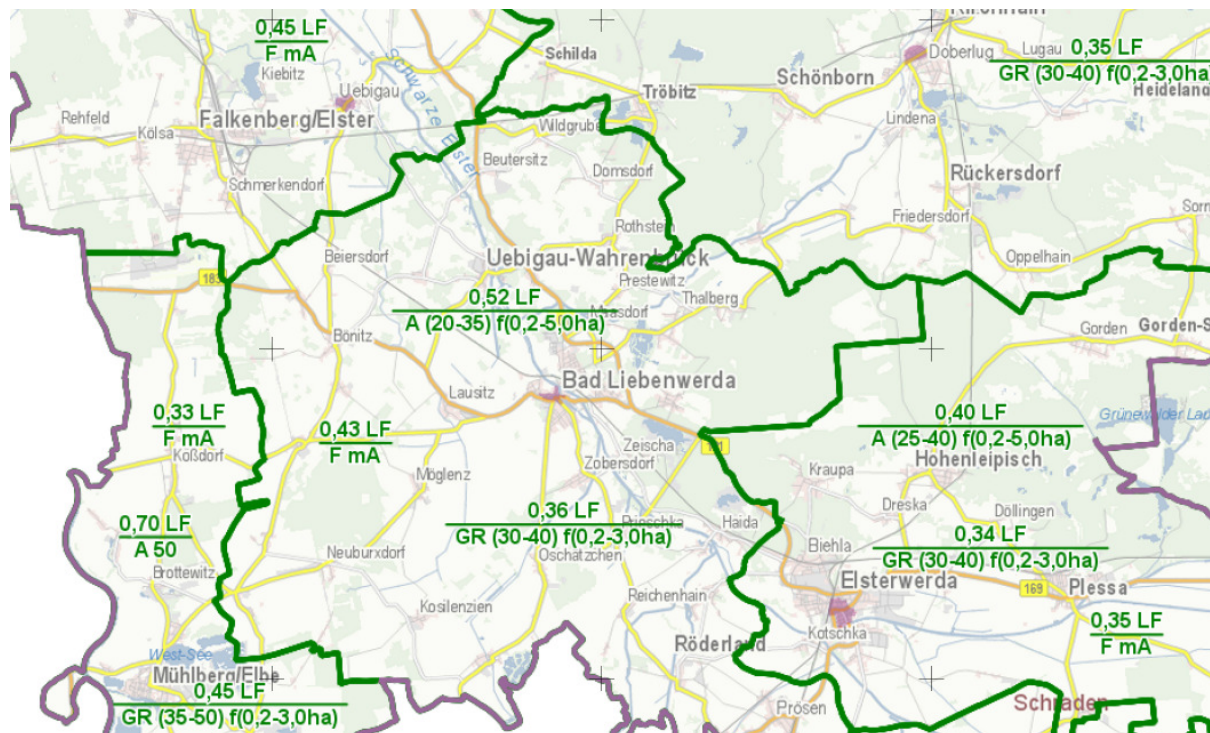 0,45 LF
F mA
Kiebitz
Uebigau
Falkenberg/Elster
Rehfeld
Kölsa
Schmerkendorf
Schwarze Elster
Schilda
Tröbitz
Wildgrube
Beutersitz
Domsdorf
Rothstein
Schönborn
Doberlug
Lugau
0,35 LF
GR (30-40) f(0,2-3,0ha)
Lindena
Rückersdorf
Friedersdorf
Oppelhain
183
Beiersdorf
Uebigau-Wahrenbrück
Prestewitz
Thalberg
0,52 LF
A (20-35) f(0,2-5,0ha)
Maasdorf
Bönitz
Gorden
Bad Liebenwerda
Lausitz
0,33 LF
F mA
Koßdorf
0,43 LF
F mA
Möglenz
Zeischa
Zobersdorf
0,40 LF
A (25-40) f(0,2-5,0ha)
Hohenleipisch
Kraupa
Dreska
Döllingen
0,70 LF
A 50
Brottewitz
Neuburxdorf
0,36 LF
GR (30-40) f(0,2-3,0ha)
Prieschka
Oschätzchen
Haida
Biehla
0,34 LF
GR (30-40) f(0,2-3,0ha)
Elsterwerda
169
Plessa
Kosilenzien
Reichenhain
Kotschka
0,35 LF
F mA
Röderland
West-See
Mühlberg/Elbe
0,45 LF
GR (35-50) f(0,2-3,0ha)
Prösen
Schraden